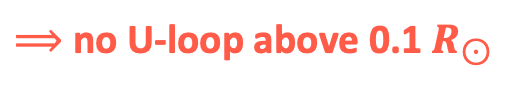 ⟹ no U-loop above 0.1 R☉